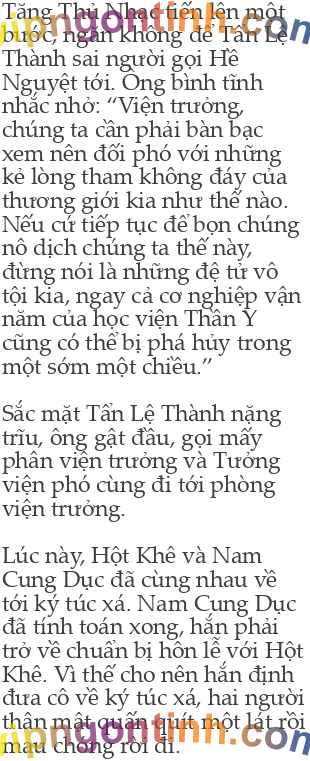 Tăng Thủ Nhạc tiến lên một
bước, ngăn không để Tấn Lệ
Thành sai người gọi Hề
Nguyệt tới. Ông bình tĩnh
nhắc nhở: “Viện trưởng,
chúng ta cần phải bàn bạc
xem nên đối phó với những
kẻ lòng tham không đáy của
thương giới kia như thế nào.
Nếu cứ tiếp tục để bọn chúng
nô dịch chúng ta thế này,
đừng nói là những đệ tử vô
tội kia, ngay cả cơ nghiệp vận
năm của học viện Thần Y
cũng có thể bị phá hủy trong
một sớm một chiều.”
Sắc mặt Tẩn Lệ Thành nặng
trĩu, ông gật đầu, gọi mấy
phân viện trưởng và Tưởng
viện phó cùng đi tới phòng
viện trưởng.
Lúc này, Hột Khê và Nam
Cung Dục đã cùng nhau về
tới ký túc xá. Nam Cung Dục
đã tính toán xong, hắn phải
trở về chuẩn bị hôn lễ với Hột
Khê. Vì thế cho nên hắn định
đưa cô về ký túc xá, hai người
thân mật quấn quít một lát rồi
mau chóng rời đi.
vipngontinh.com
vipngontinh.com